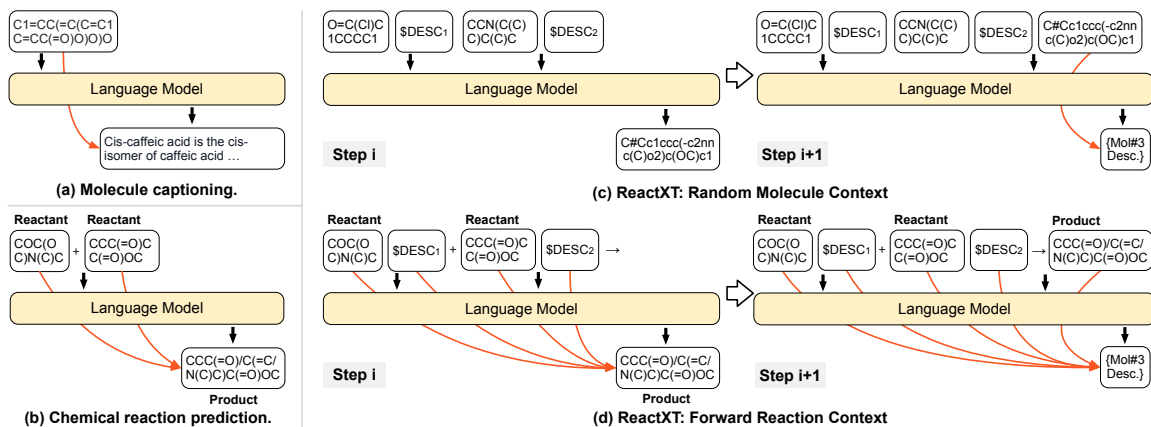 C1=CC(=C(C=C1
C=CC(=O)O)O)O
Language Model
Cis-caffeic acid is the cis-
isomer of caffeic acid ...
(a) Molecule captioning.
Reactant
Reactant
COC(O
C)N(C)C
+
CCC(=O)C
C(=O)OC
Language Model
CCC(=O)/C(=C/
N(C)C)C(=O)OC
Product
(b) Chemical reaction prediction.
O=C(Cl)C
1CCCC1
$DESC1
CCN(C(C)
C)C(C)C
$DESC2
Language Model
C#Cc1ccc(-c2nn
c(C)o2)c(OC)c1
Step i
O=C(Cl)C
1CCCC1
$DESC1
CCN(C(C)
C)C(C)C
$DESC2
C#Cc1ccc(-c2nn
c(C)o2)c(OC)c1
Language Model
{Mol#3
Desc.}
Step i+1
(c) ReactXT: Random Molecule Context
Reactant
Reactant
COC(O
C)N(C)C
$DESC1
+
CCC(=O)C
C(=O)OC
$DESC2
→
Language Model
CCC(=O)/C(=C/
N(C)C)C(=O)OC
Product
Step i
Reactant
Reactant
Product
COC(O
C)N(C)C
$DESC1
+
CCC(=O)C
C(=O)OC
$DESC2
→
CCC(=O)/C(=C/
N(C)C)C(=O)OC
Language Model
{Mol#3
Desc.}
Step i+1
(d) ReactXT: Forward Reaction Context